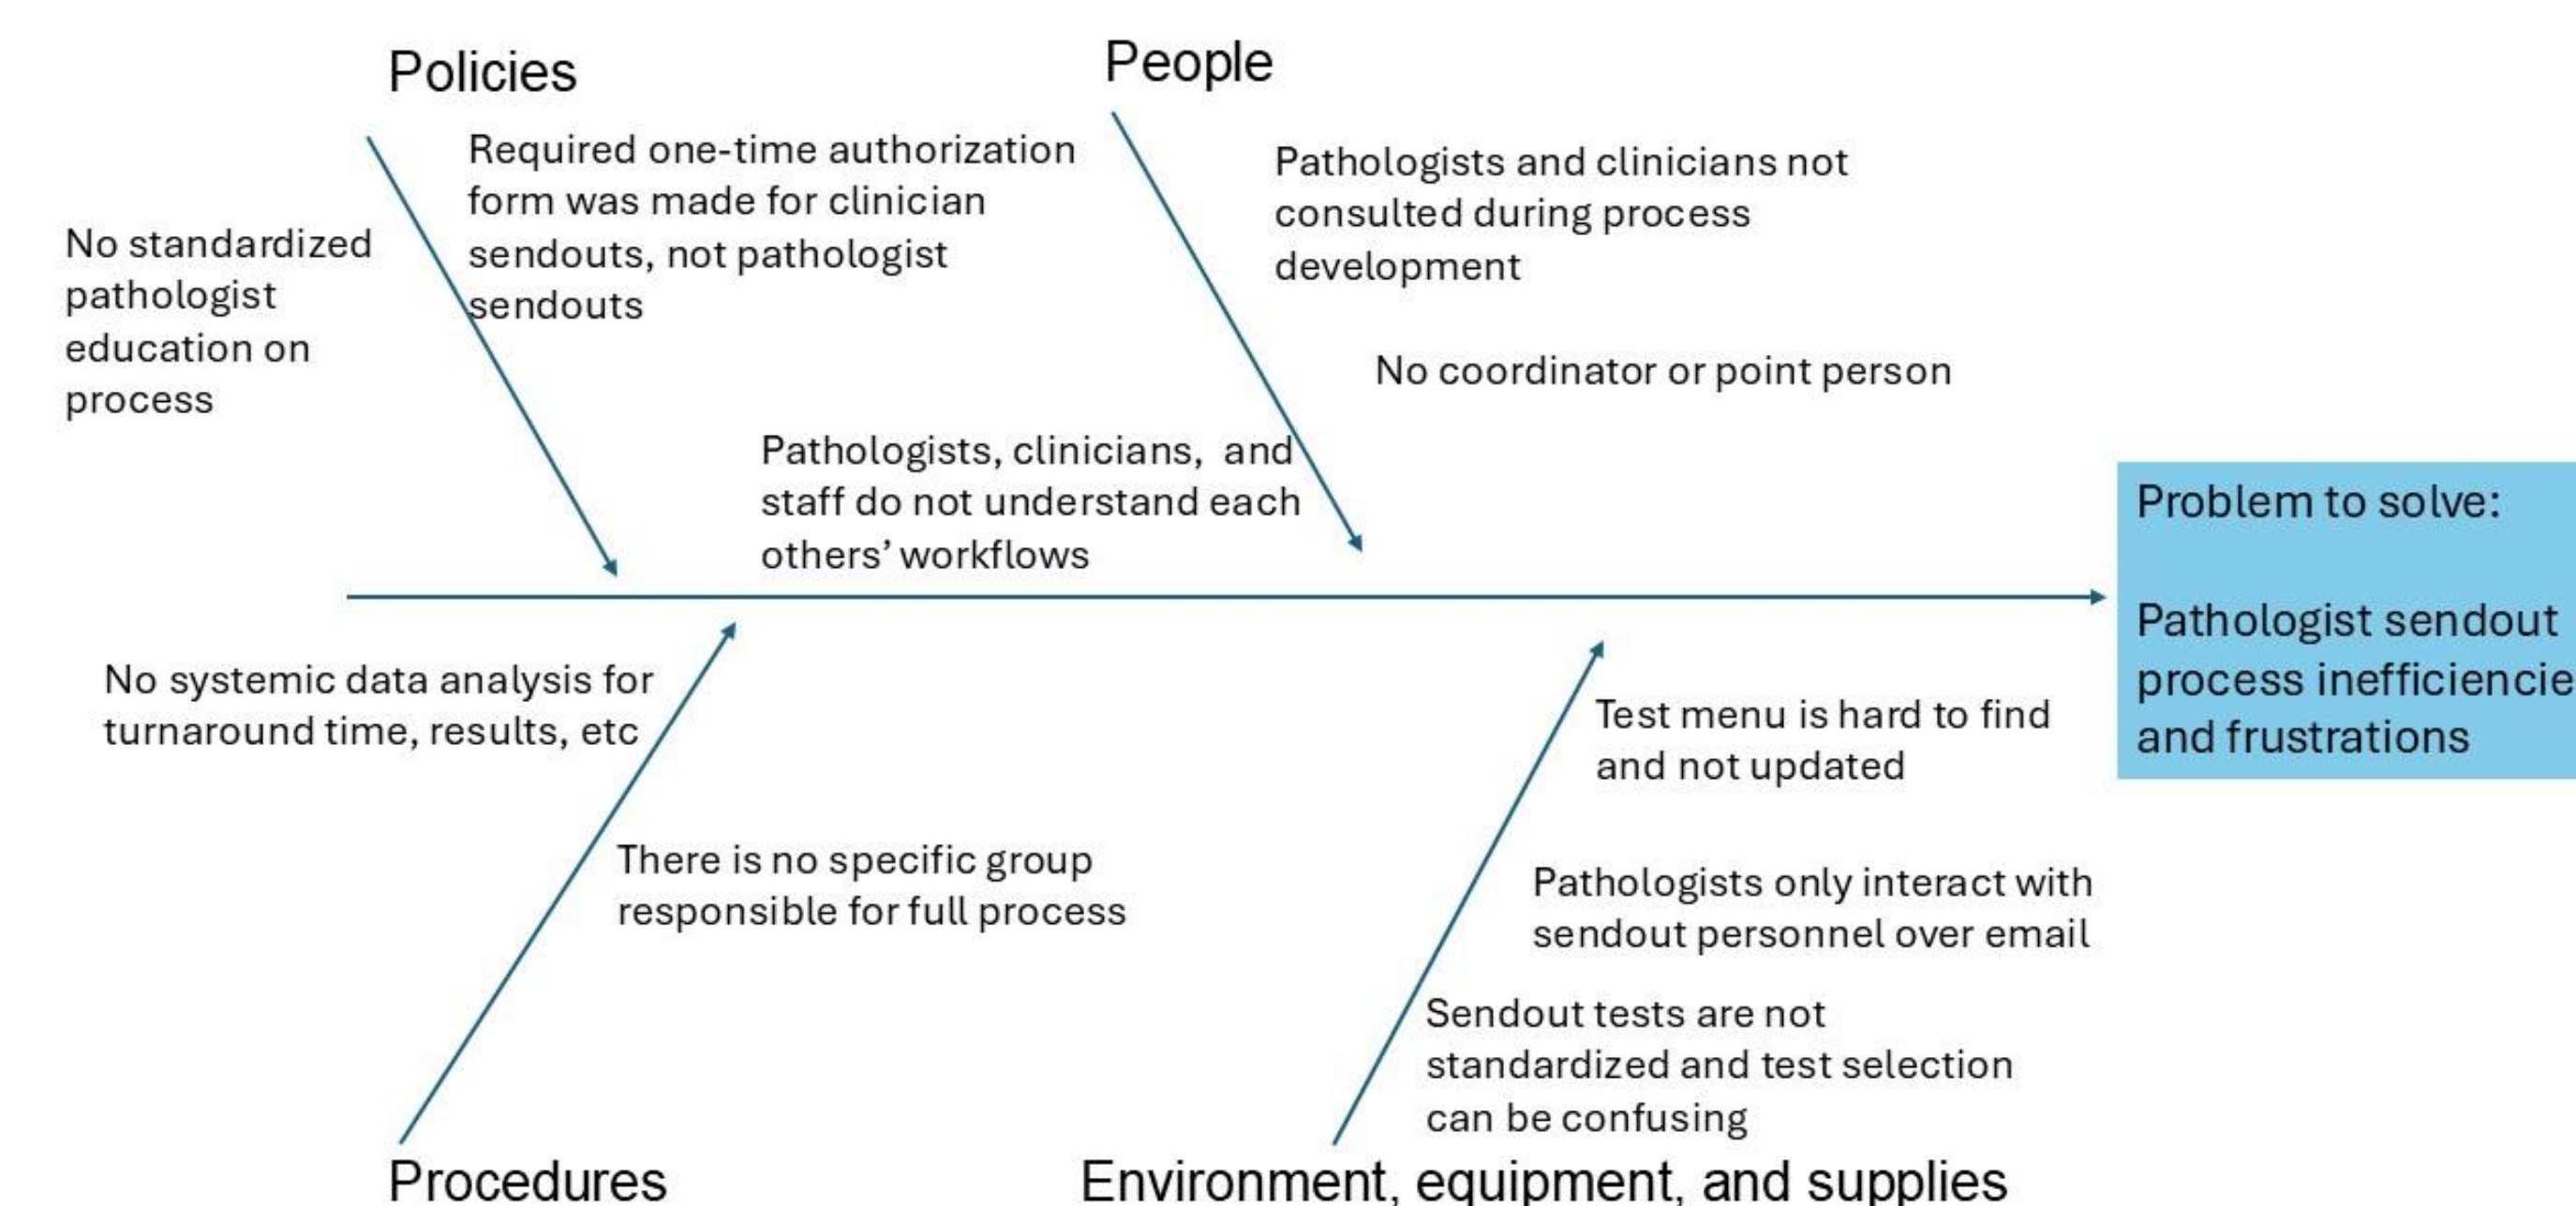 Policies
People
Required one-time authorization
form was made for clinician
sendouts, not pathologist
sendouts
No standardized
pathologist
education on
process
Pathologists and clinicians not
consulted during process
development
No coordinator or point person
Pathologists, clinicians,  and
staff do not understand each
others’ workflows
Problem to solve:
Pathologist sendout
process inefficiencie
and frustrations
No systemic data analysis for
turnaround time, results, etc
There is no specific group
responsible for full process
Test menu is hard to find
and not updated
Pathologists only interact with
sendout personnel over email
Sendout tests are not
standardized and test selection
can be confusing
Procedures
Environment, equipment, and supplies